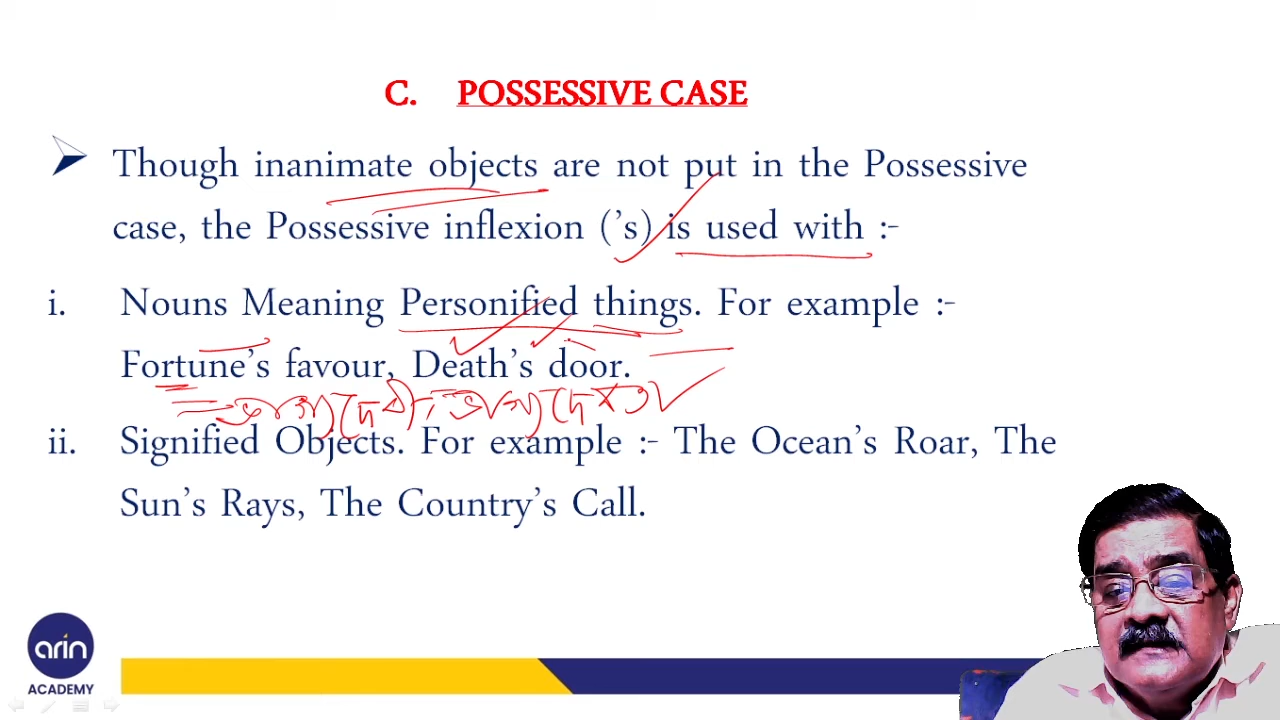 C. POSSESSIVE CASE
Though inanimate objects are not put in the Possessive
case, the Possessive inflexion ('s) is used with :-
i. Nouns Meaning Personified things. For example :-
Fortune's favour, Death's door.
ii. Signified Objects. For example :- The Ocean's Roar, The
Sun's Rays, The Country's Call.
arin
ACADEMY